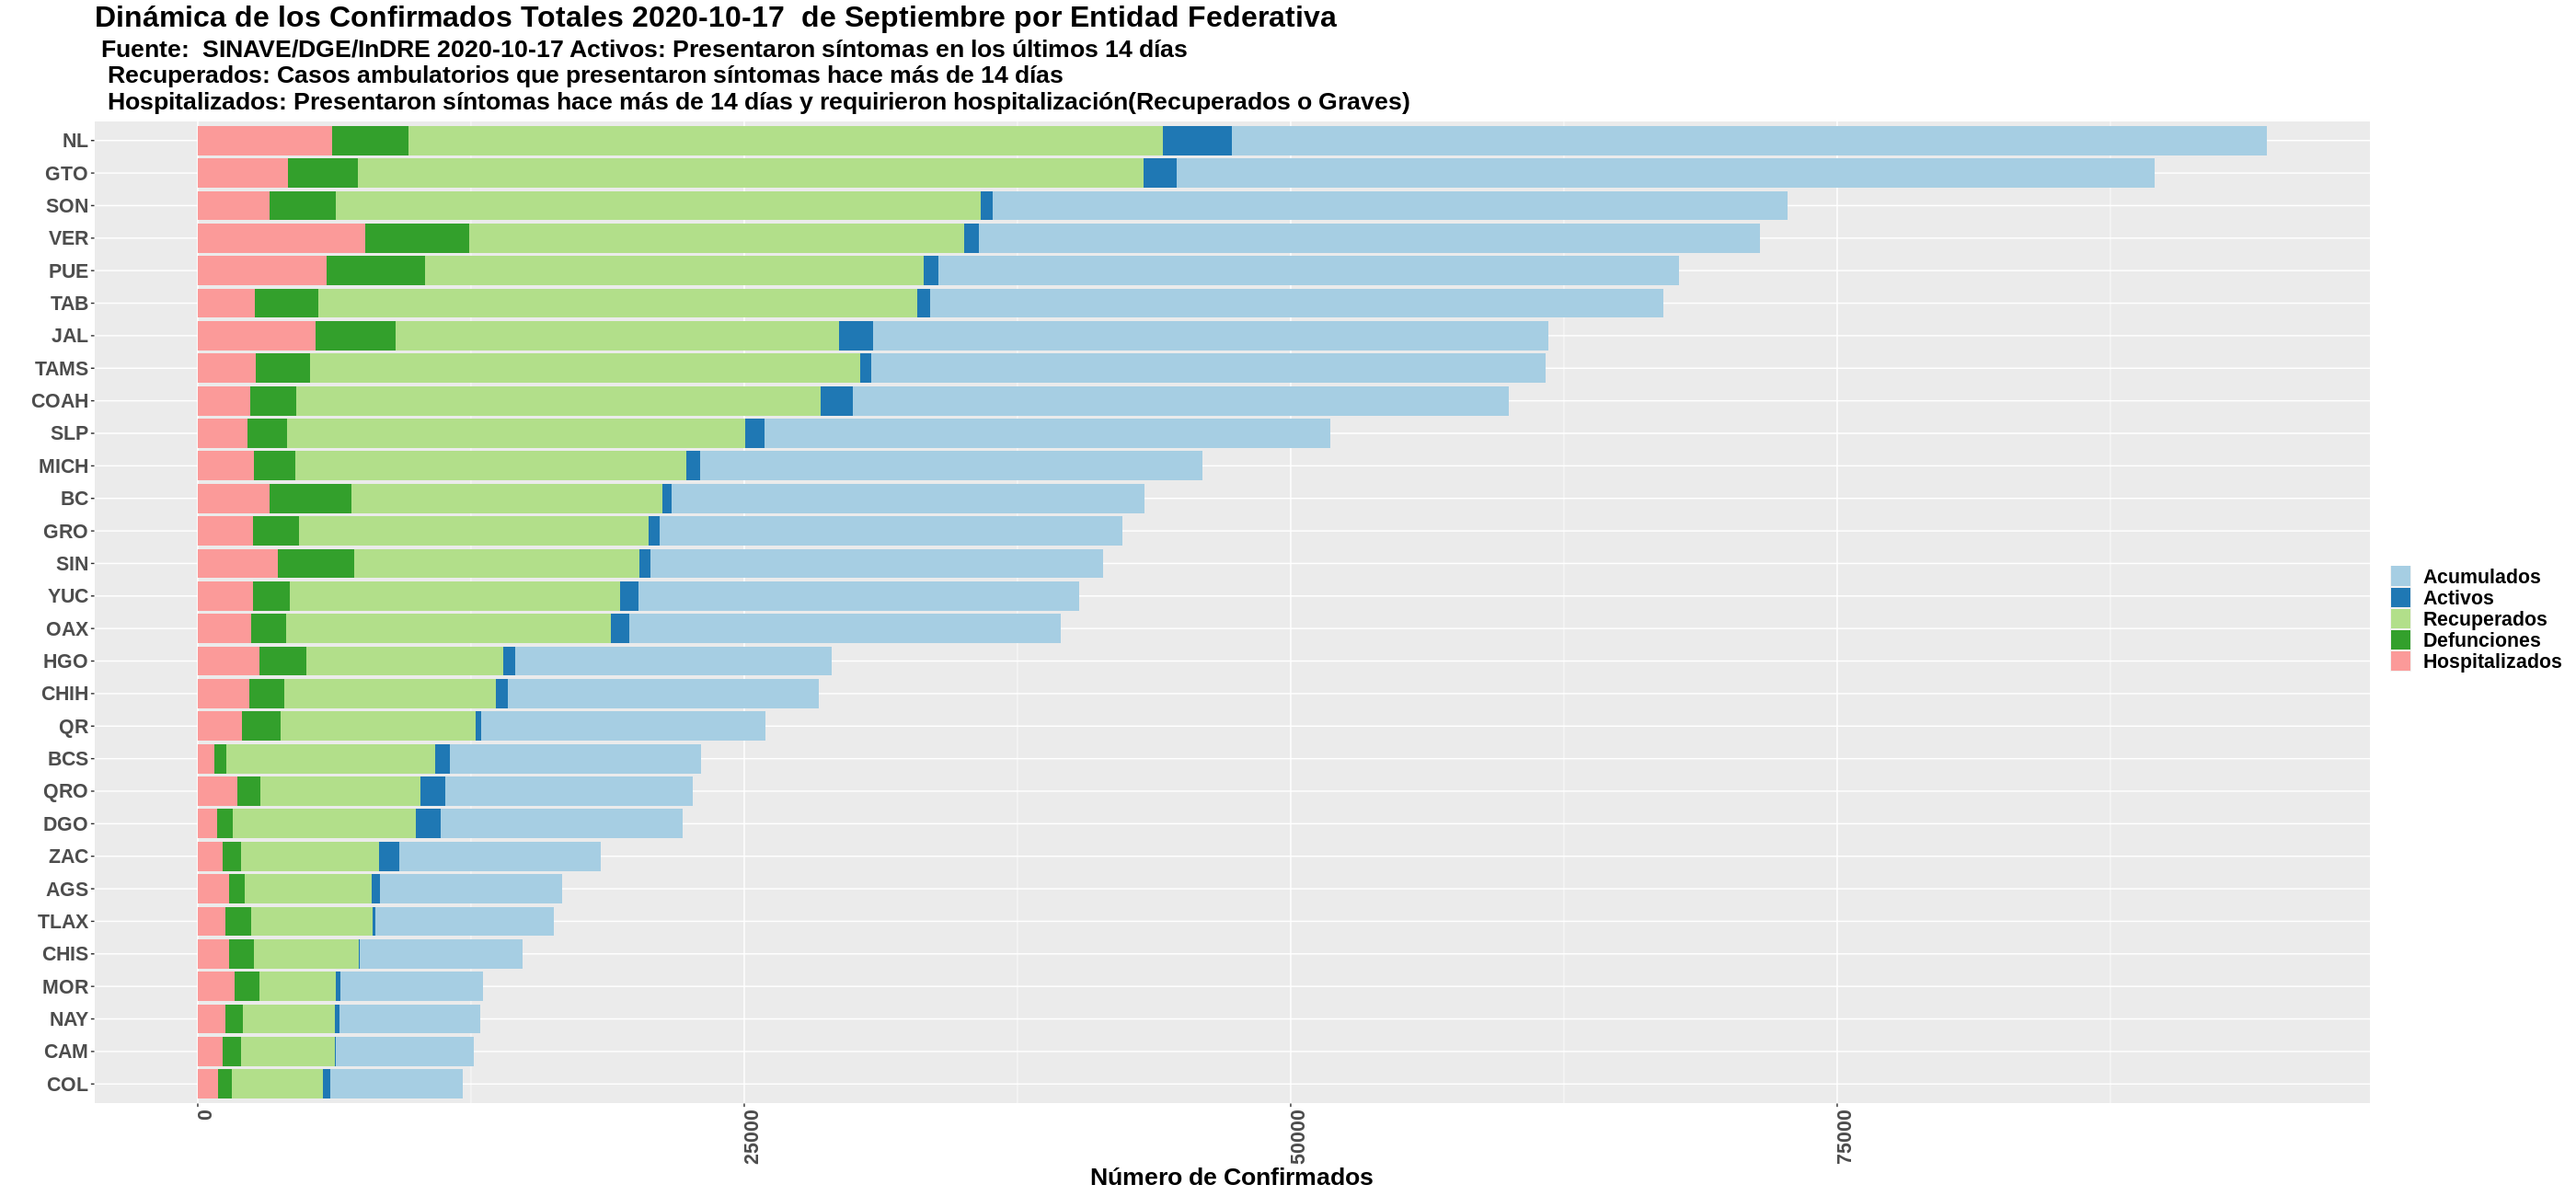 Dinámica de los Confirmados Totales 2020-10-17  de Septiembre por Entidad Federativa
Fuente:  SINAVE/DGE/InDRE 2020-10-17 Activos: Presentaron síntomas en los últimos 14 días
Recuperados: Casos ambulatorios que presentaron síntomas hace más de 14 días
Hospitalizados: Presentaron síntomas hace más de 14 días y requirieron hospitalización(Recuperados o Graves)
NL
GTO
SON
VER
PUE
TAB
JAL
TAMS
COAH
SLP
MICH
BC
GRO
SIN
YUC
OAX
HGO
CHIH
QR
BCS
QRO
DGO
ZAC
AGS
TLAX
CHIS
MOR
NAY
CAM
COL
0
25000
50000
75000
Número de Confirmados
Acumulados
Activos
Recuperados
Defunciones
Hospitalizados